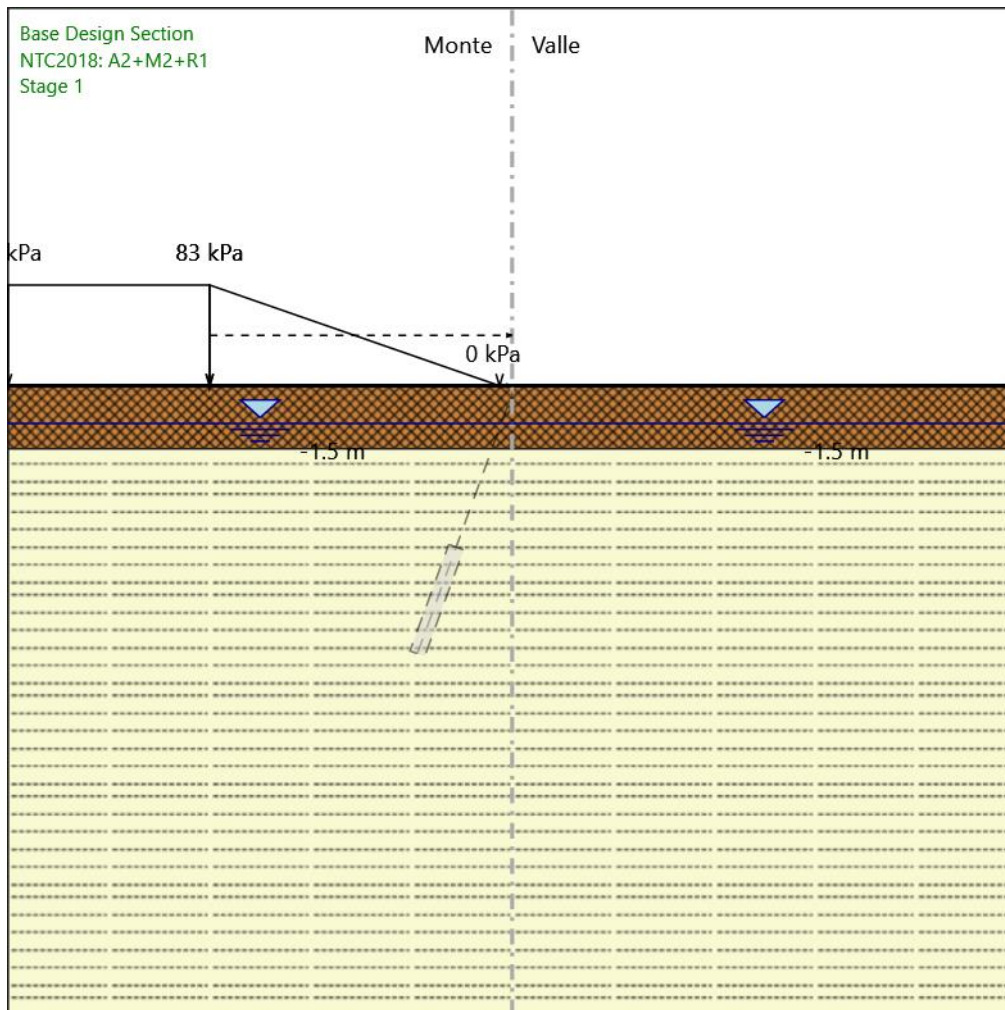 Base Design Section
NTC2018: A2+M2+R1
Stage 1
Monte
Valle
kPa
83 kPa
0 kPa
-1.5 m
-1.5 m